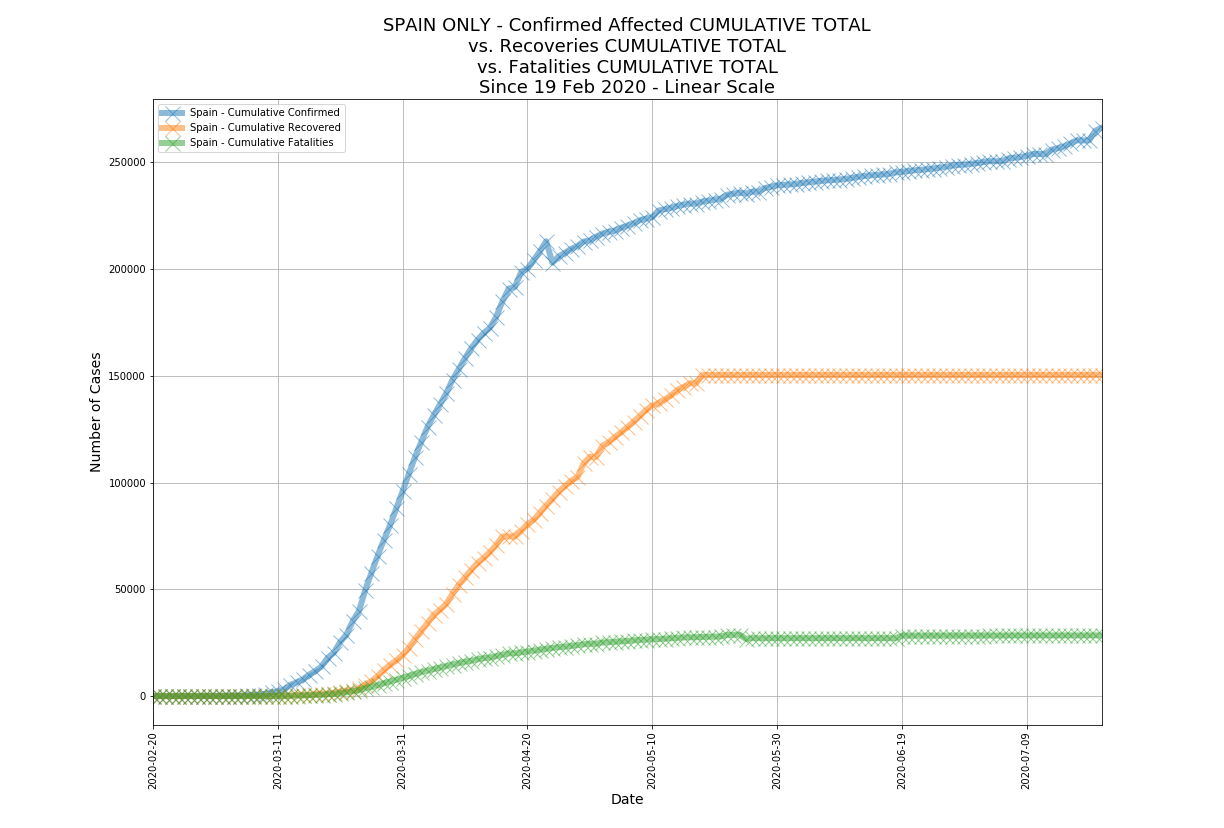 SPAIN ONLY - Confirmed Affected CUMULATIVE TOTAL
vs. Recoveries CUMULATIVE TOTAL
vs. Fatalities CUMULATIVE TOTAL
Since 19 Feb 2020 - Linear Scale
Spain - Cumulative Confirmed
Spain - Cumulative Recovered
Spain - Cumulative Fatalities
Number of Cases
250000
200000
150000
100000
50000
0
2020-02-20
2020-03-11
2020-03-31
2020-04-20
2020-05-10
2020-05-30
2020-06-19
2020-07-09
Date